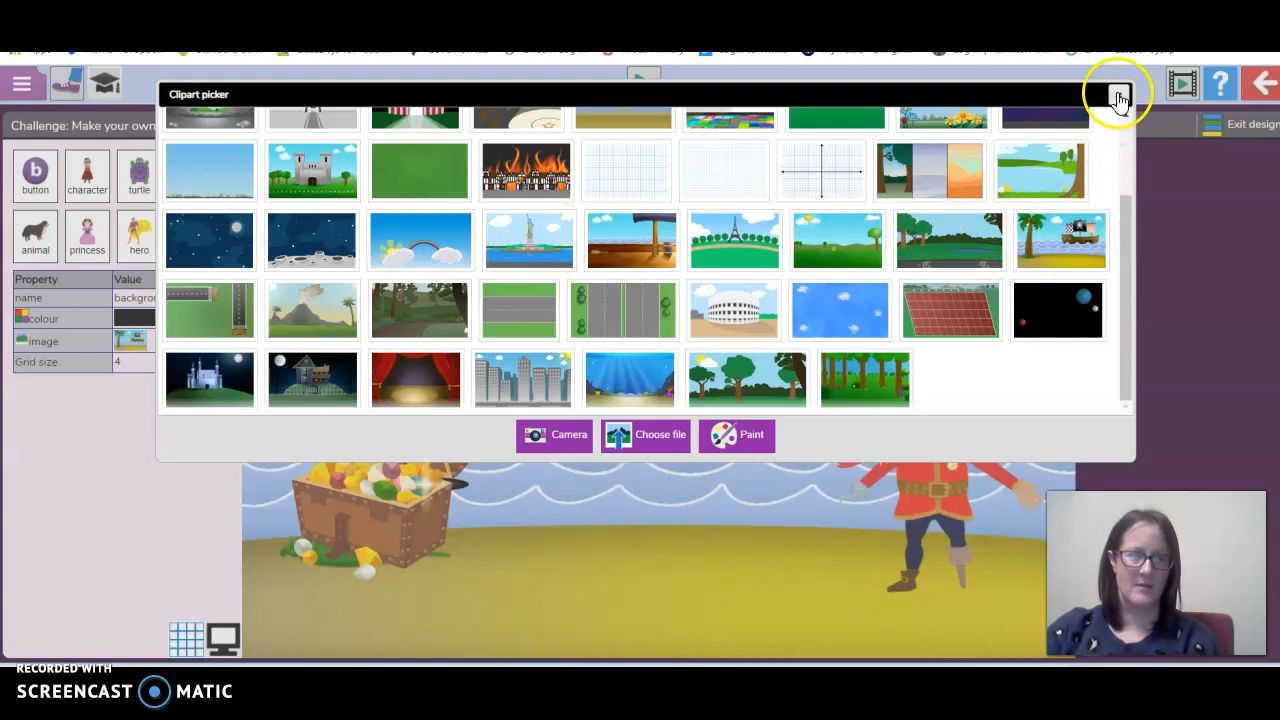 Clipart picker
?
Challenge: Make your own
Exit design
button
character
turtle
animal
princess
hero
Property Value
name
colour
image
Grid size 4
Camera
Choose file
Paint
RECORDED WITH
SCREENCAST MATIC